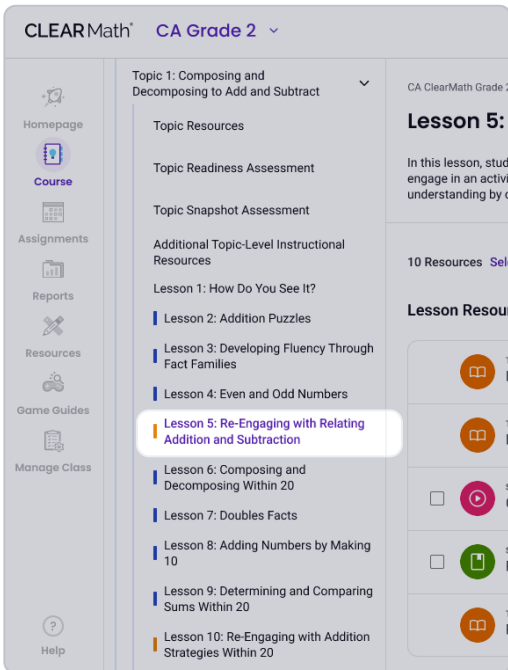 CLEARMath® CA Grade 2
Homepage
Course
Assignments
Reports
Resources
Game Guides
Manage Class
Help
Topic 1: Composing and
Decomposing to Add and Subtract
Topic Resources
Topic Readiness Assessment
Topic Snapshot Assessment
Additional Topic-Level Instructional
Resources
Lesson 1: How Do You See It?
Lesson 2: Addition Puzzles
Lesson 3: Developing Fluency Through
Fact Families
Lesson 4: Even and Odd Numbers
Lesson 5: Re-Engaging with Relating
Addition and Subtraction
Lesson 6: Composing and
Decomposing Within 20
Lesson 7: Doubles Facts
Lesson 8: Adding Numbers by Making
10
Lesson 9: Determining and Comparing
Sums Within 20
Lesson 10: Re-Engaging with Addition
Strategies Within 20
CA ClearMath Grade 2
Lesson 5:
In this lesson,
engage in an
understanding by
10 Resources
Lesson